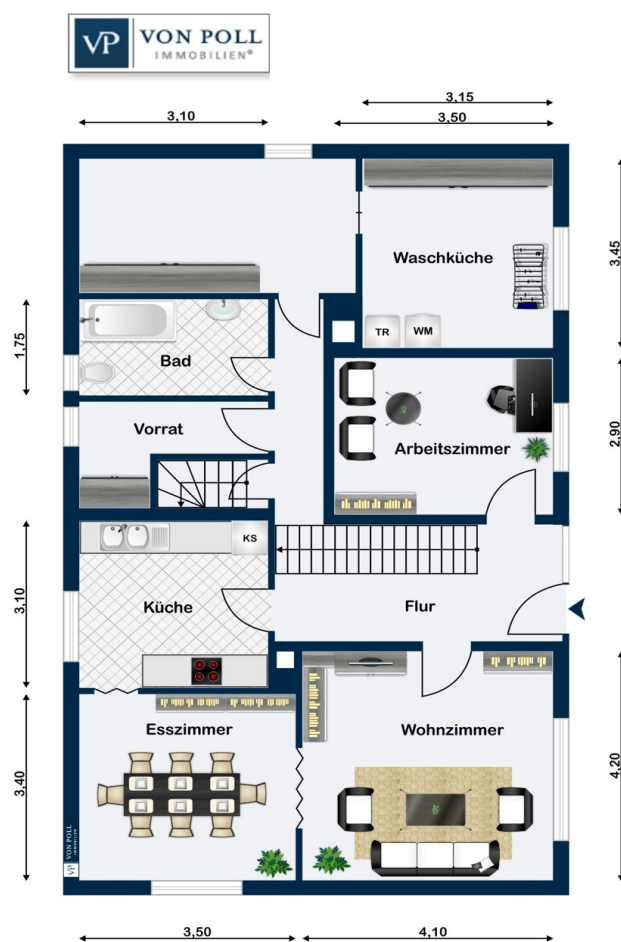 VP VON POLL
IMMOBILIEN®
3,15
3,10
3,50
Waschküche
3,45
TR WM
1,75
Bad
Vorrat
Arbeitszimmer
2,90
KS
3,10
Küche
Flur
Esszimmer
Wohnzimmer
3,40
4,20
VP VON POLL
IMMOBILIEN
3,50
4,10